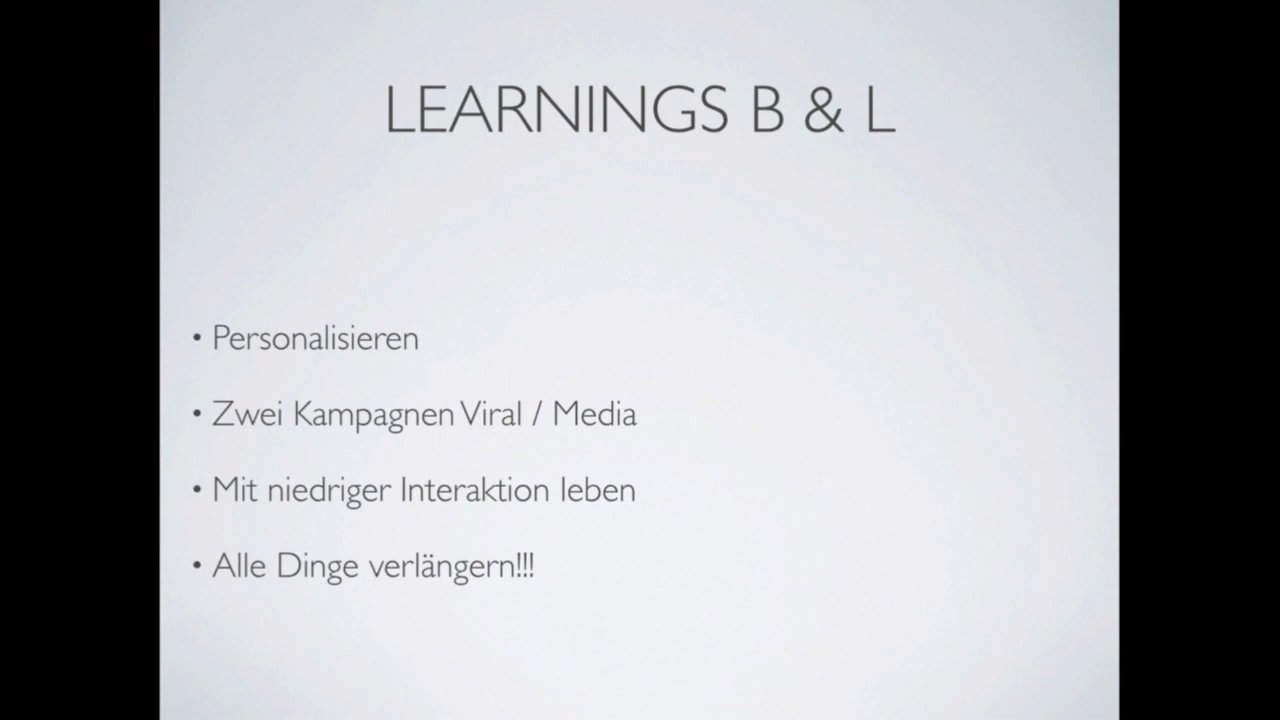 LEARNINGS B & L
• Personalisieren
• Zwei Kampagnen Viral / Media
• Mit niedriger Interaktion leben
• Alle Dinge verlängern!!!